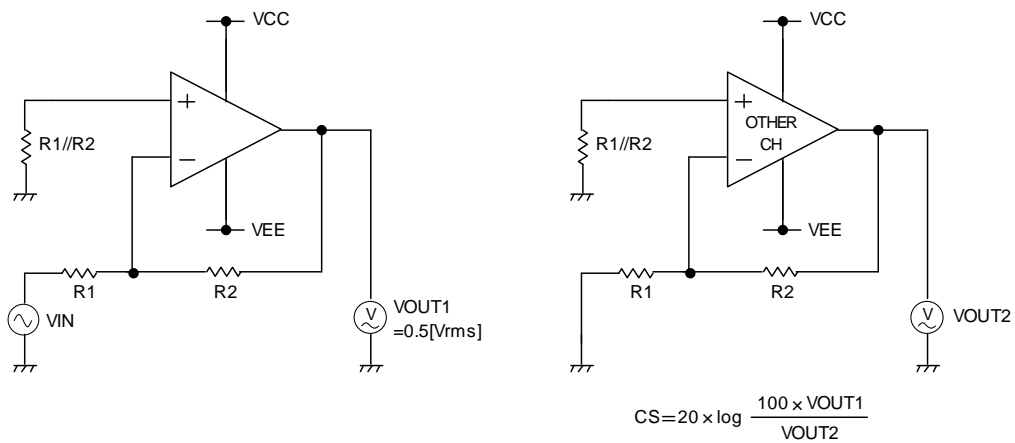 VCC
+
R1//R2
−
VEE
R1
R2
VIN
VOUT1
=0.5[Vrms]
V
VCC
+
OTHER
CH
R1//R2
−
VEE
R1
R2
V
VOUT2
CS=20×log 100×VOUT1
VOUT2